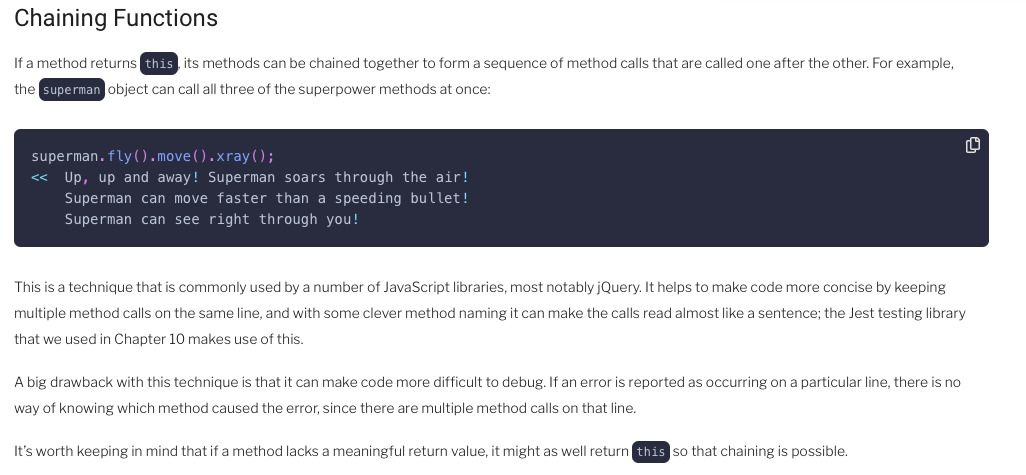 Chaining Functions
If a method returns this, its methods can be chained together to form a sequence of method calls that are called one after the other. For example,
the superman object can call all three of the superpower methods at once:
superman.fly().move().xray();
<< Up, up and away! Superman soars through the air!
Superman can move faster than a speeding bullet!
Superman can see right through you!
This is a technique that is commonly used by a number of JavaScript libraries, most notably jQuery. It helps to make code more concise by keeping
multiple method calls on the same line, and with some clever method naming it can make the calls read almost like a sentence; the Jest testing library
that we used in Chapter 10 makes use of this.
A big drawback with this technique is that it can make code more difficult to debug. If an error is reported as occurring on a particular line, there is no
way of knowing which method caused the error, since there are multiple method calls on that line.
It’s worth keeping in mind that if a method lacks a meaningful return value, it might as well return this so that chaining is possible.